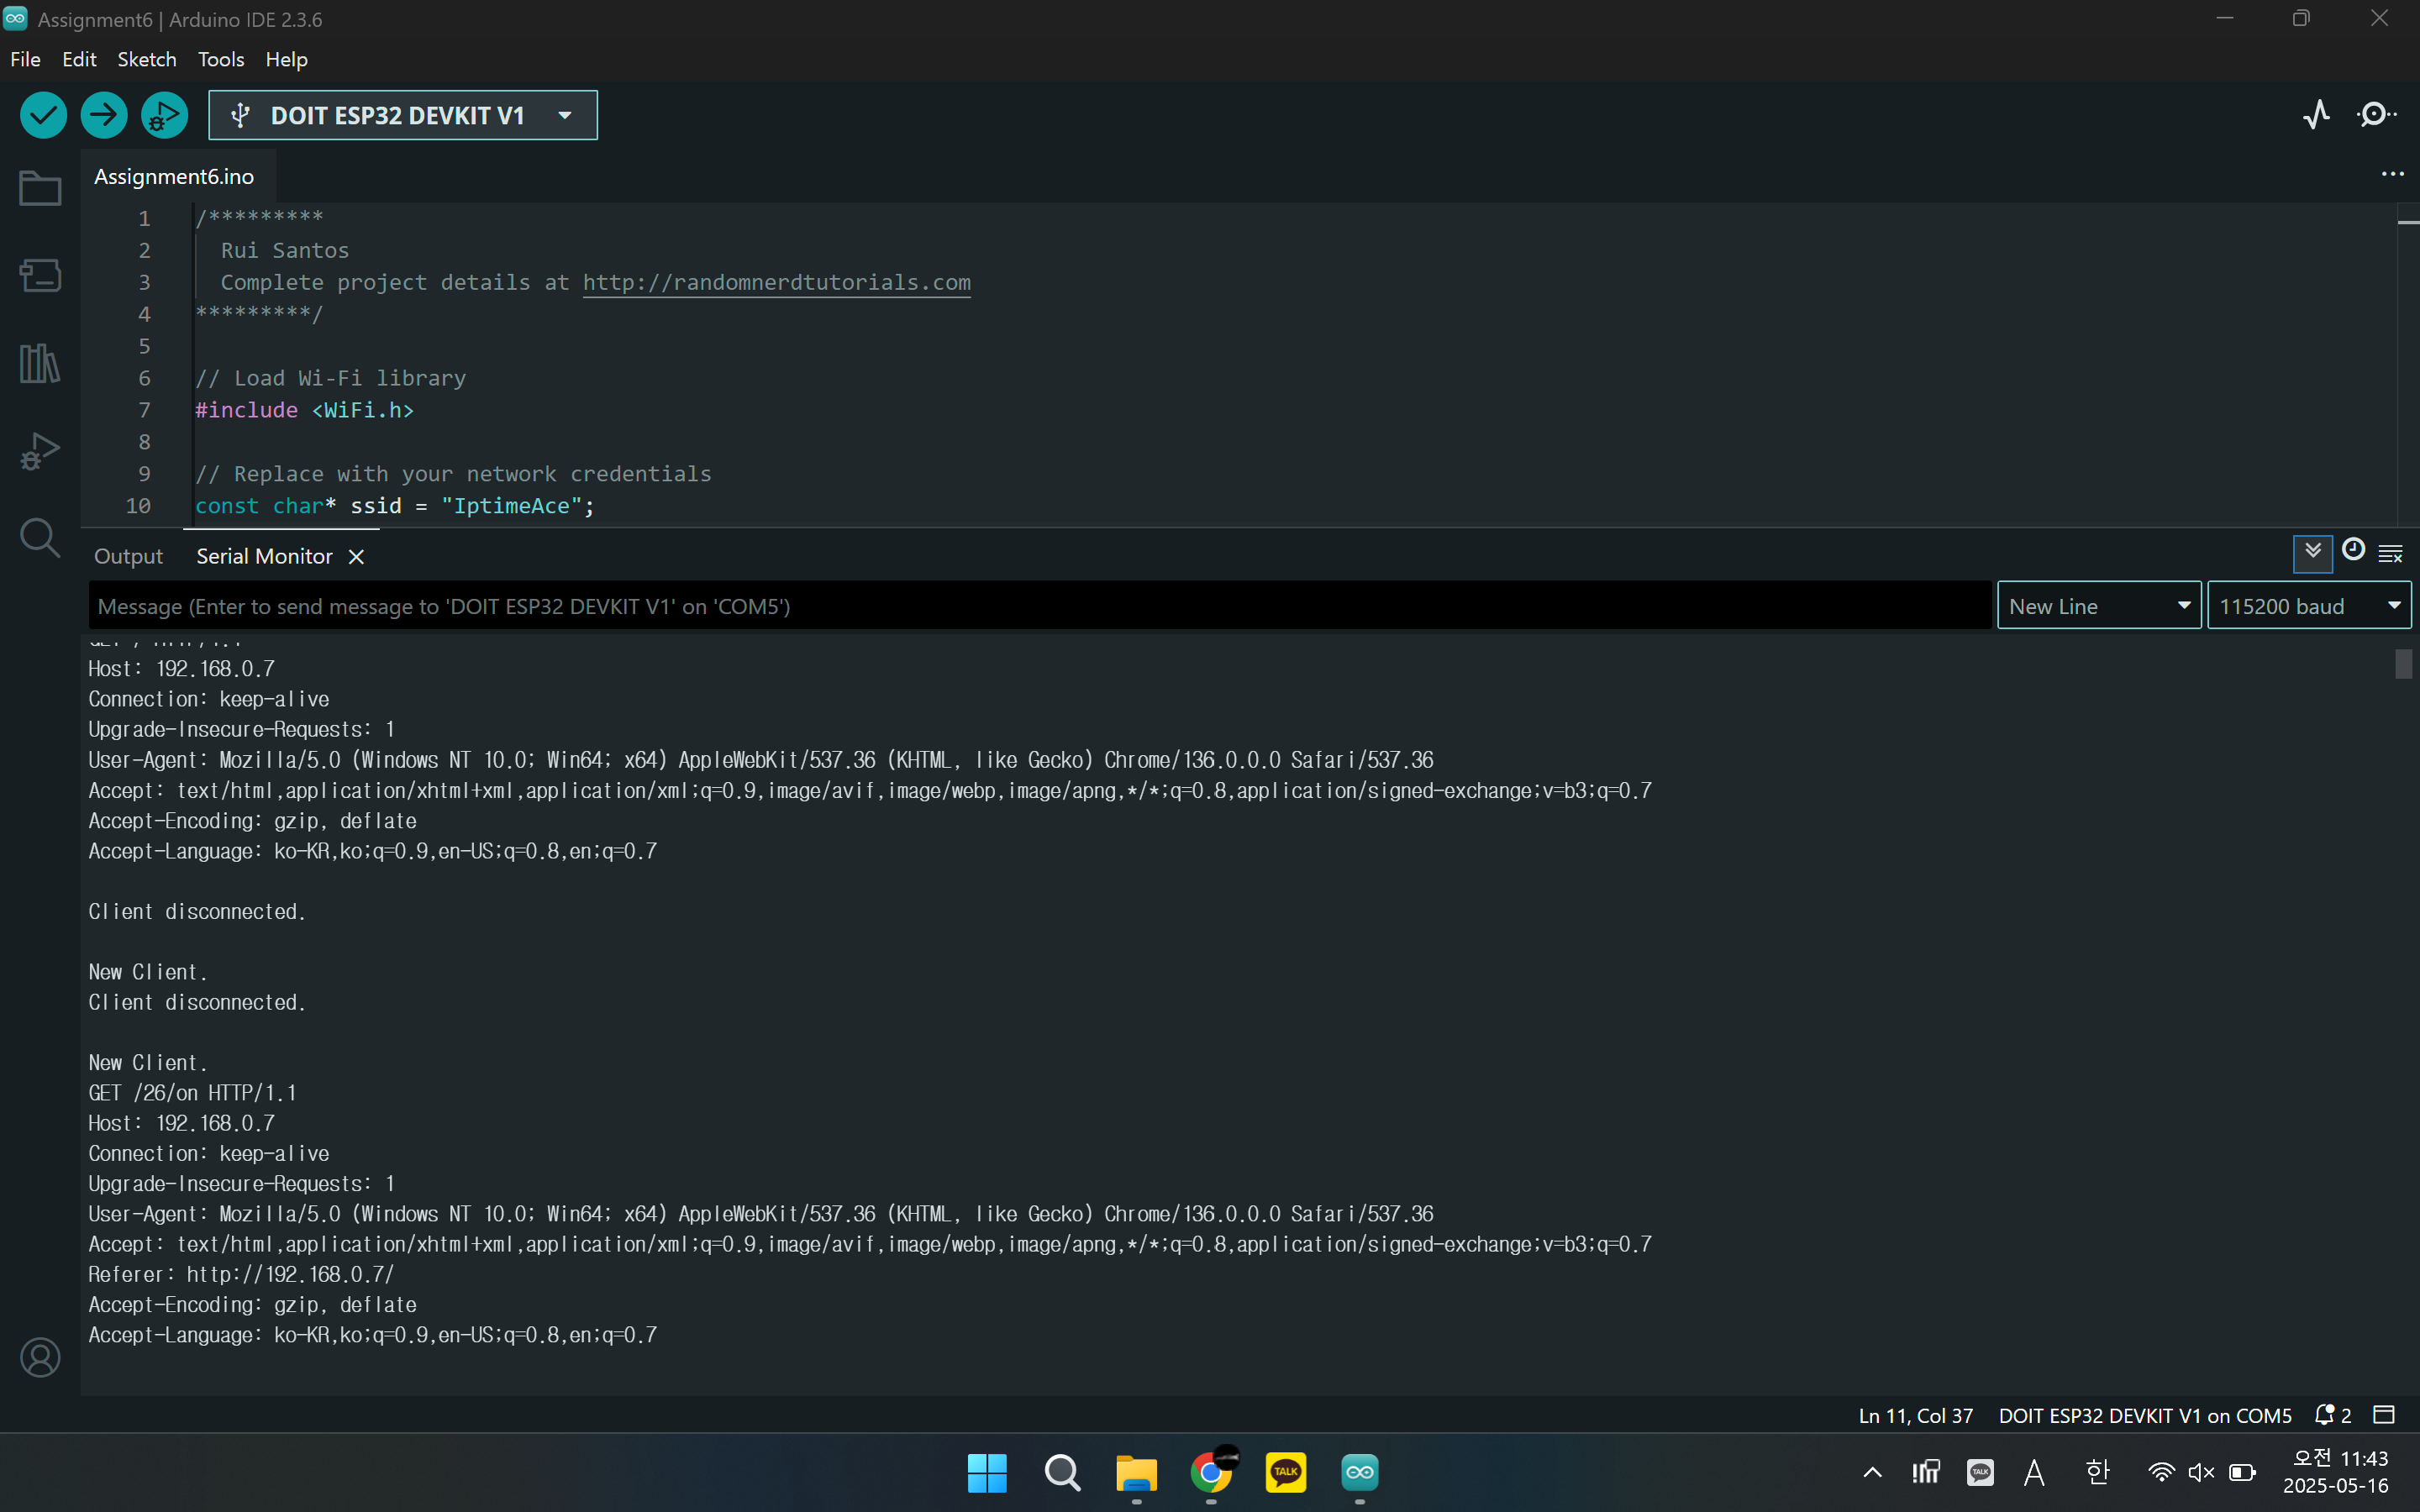 Assignment6 | Arduino IDE 2.3.6
File Edit Sketch Tools Help
DOIT ESP32 DEVKIT V1
Assignment6.ino
1 /*********
2 Rui Santos
3 Complete project details at http://randomnerdtutorials.com
4 *********/
5
6 // Load Wi-Fi library
7 #include <WiFi.h>
8
9 // Replace with your network credentials
10 const char* ssid = "IptimeAce";
Output Serial Monitor
Message (Enter to send message to 'DOIT ESP32 DEVKIT V1' on 'COM5') New Line 115200 baud
Host: 192.168.0.7
Connection: keep-alive
Upgrade-Insecure-Requests: 1
User-Agent: Mozilla/5.0 (Windows NT 10.0; Win64; x64) AppleWebKit/537.36 (KHTML, like Gecko) Chrome/136.0.0.0 Safari/537.36
Accept: text/html,application/xhtml+xml,application/xml;q=0.9,image/avif,image/webp,image/apng,*/*;q=0.8,application/signed-exchange;v=b3;q=0.7
Accept-Encoding: gzip, deflate
Accept-Language: ko-KR,ko;q=0.9,en-US;q=0.8,en;q=0.7
Client disconnected.
New Client.
Client disconnected.
New Client.
GET /26/on HTTP/1.1
Host: 192.168.0.7
Connection: keep-alive
Upgrade-Insecure-Requests: 1
User-Agent: Mozilla/5.0 (Windows NT 10.0; Win64; x64) AppleWebKit/537.36 (KHTML, like Gecko) Chrome/136.0.0.0 Safari/537.36
Accept: text/html,application/xhtml+xml,application/xml;q=0.9,image/avif,image/webp,image/apng,*/*;q=0.8,application/signed-exchange;v=b3;q=0.7
Referer: http://192.168.0.7/
Accept-Encoding: gzip, deflate
Accept-Language: ko-KR,ko;q=0.9,en-US;q=0.8,en;q=0.7
Ln 11, Col 37 DOIT ESP32 DEVKIT V1 on COM5 2
TALK TALK A 한 오전 11:43
2025-05-16